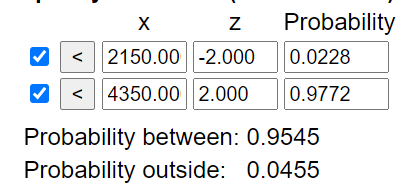 x z Probability
< 2150.00 -2.000 0.0228
< 4350.00 2.000 0.9772
Probability between: 0.9545
Probability outside: 0.0455